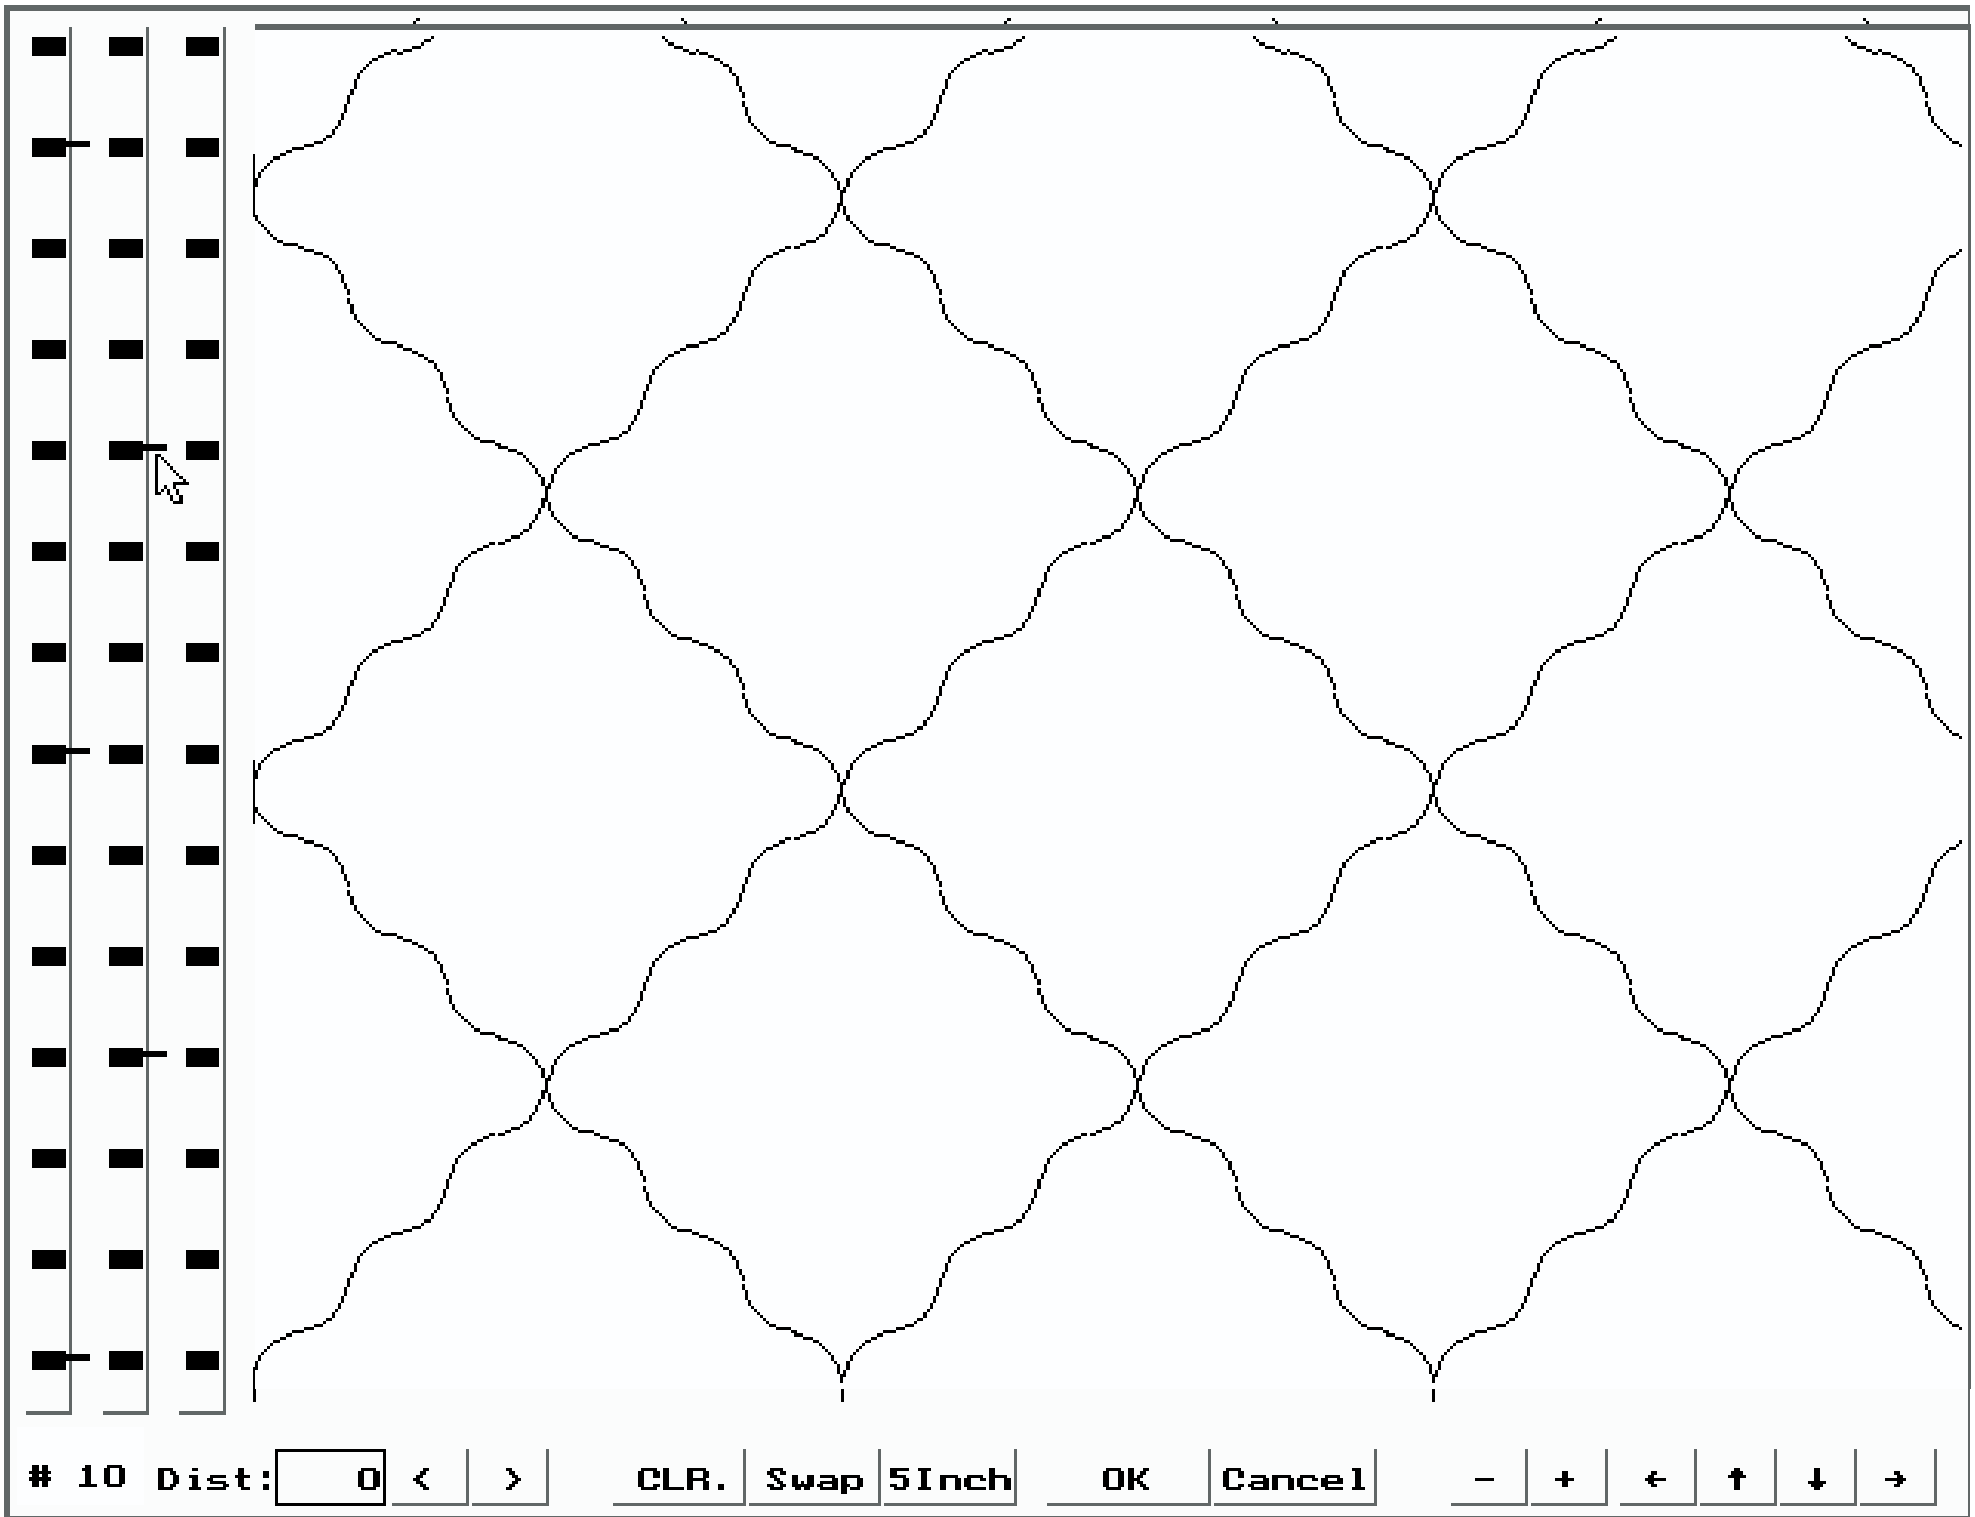 # 10 Dist: 0 < > CLR. Swap 5Inch OK Cancel - + ← ↑ ↓ →